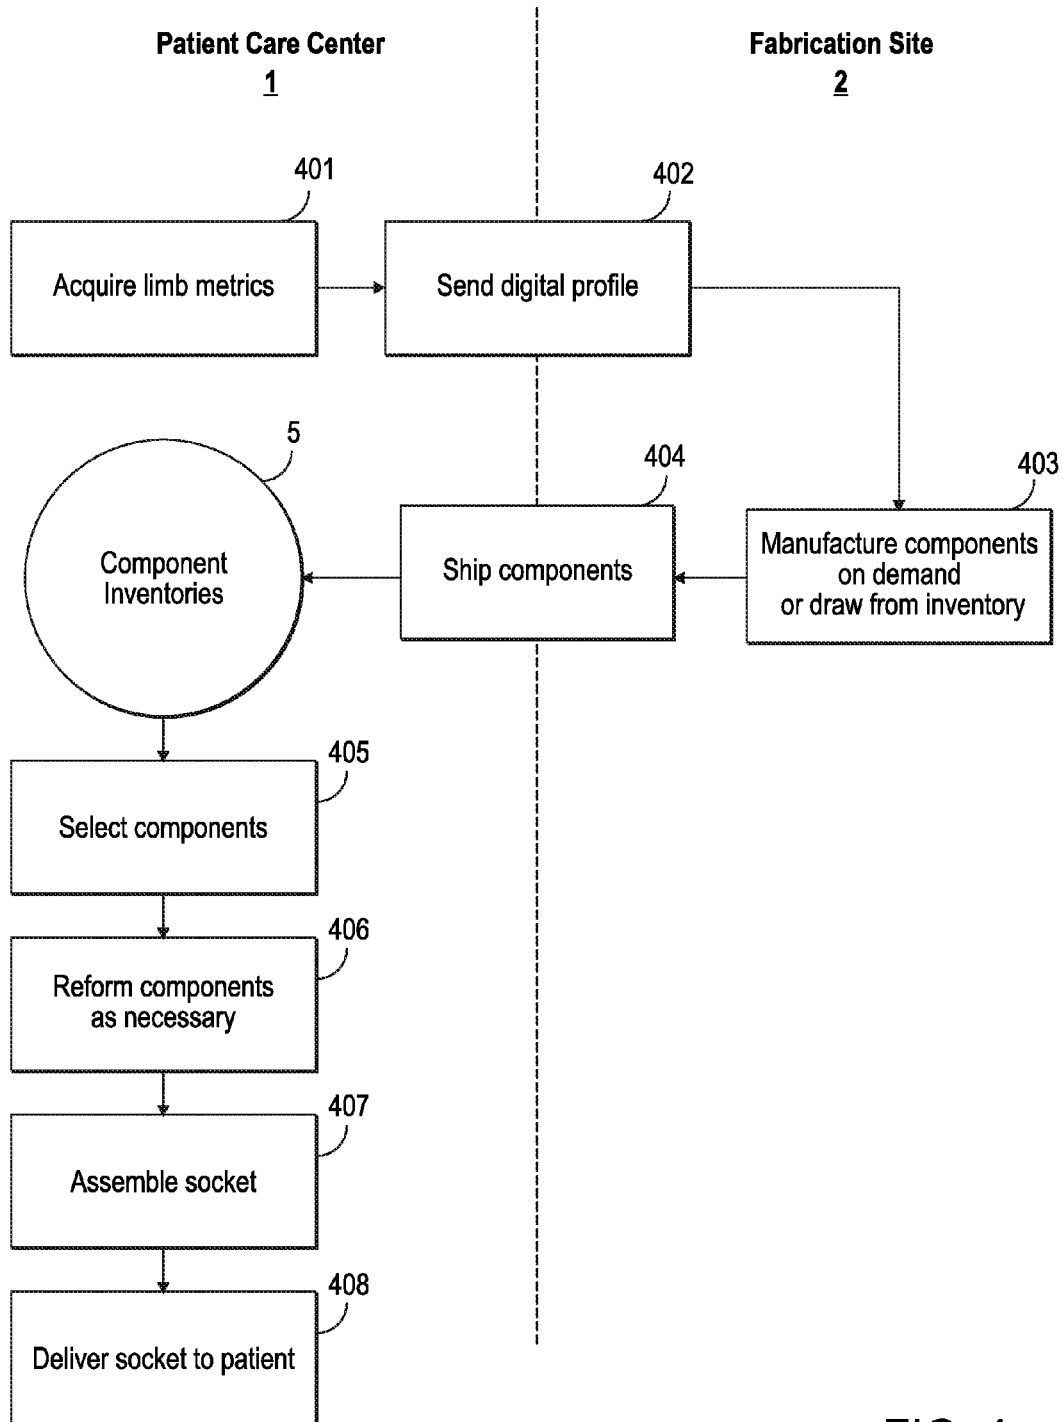 Patient Care Center
1
Fabrication Site
2
401
Acquire limb metrics
402
Send digital profile
5
Component
Inventories
404
Ship components
403
Manufacture components
on demand
or draw from inventory
405
Select components
406
Reform components
as necessary
407
Assemble socket
408
Deliver socket to patient